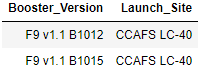 Booster_Version Launch_Site
F9 v1.1 B1012 CCAFS LC-40
F9 v1.1 B1015 CCAFS LC-40